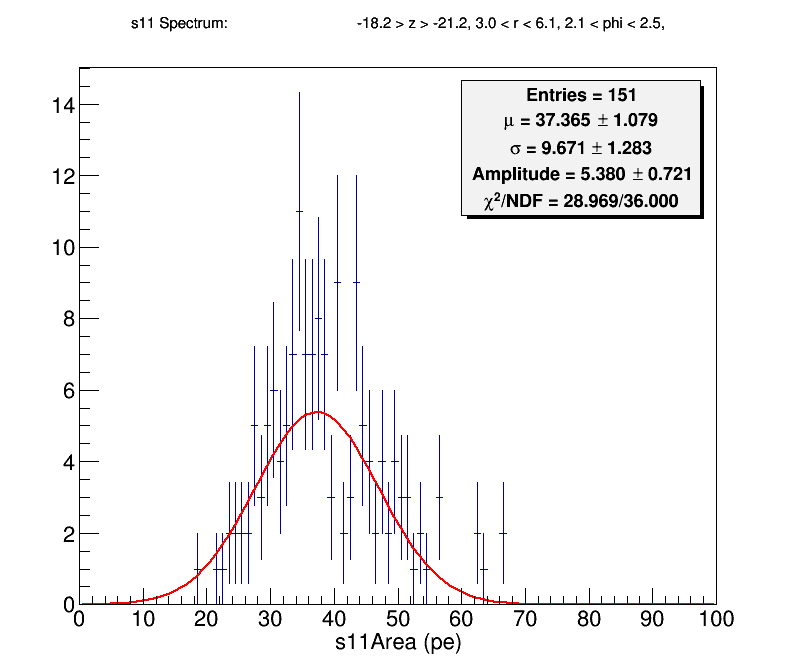 s11 Spectrum: -18.2 > z > -21.2, 3.0 < r < 6.1, 2.1 < phi < 2.5,
Entries = 151
μ = 37.365 ± 1.079
σ = 9.671 ± 1.283
Amplitude = 5.380 ± 0.721
χ²/NDF = 28.969/36.000
14
12
10
8
6
4
2
0
0 10 20 30 40 50 60 70 80 90 100
s11Area (pe)